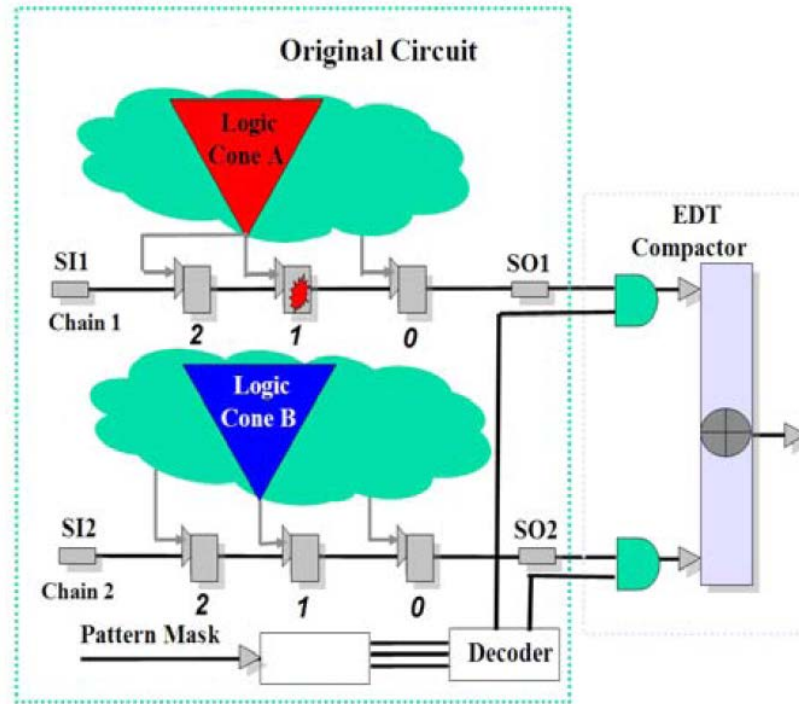 Original Circuit
Logic
Cone A
EDT
Compactor
SI1
SO1
Chain 1
2
1
0
Logic
Cone B
SI2
SO2
Chain 2
2
1
0
Pattern Mask
Decoder